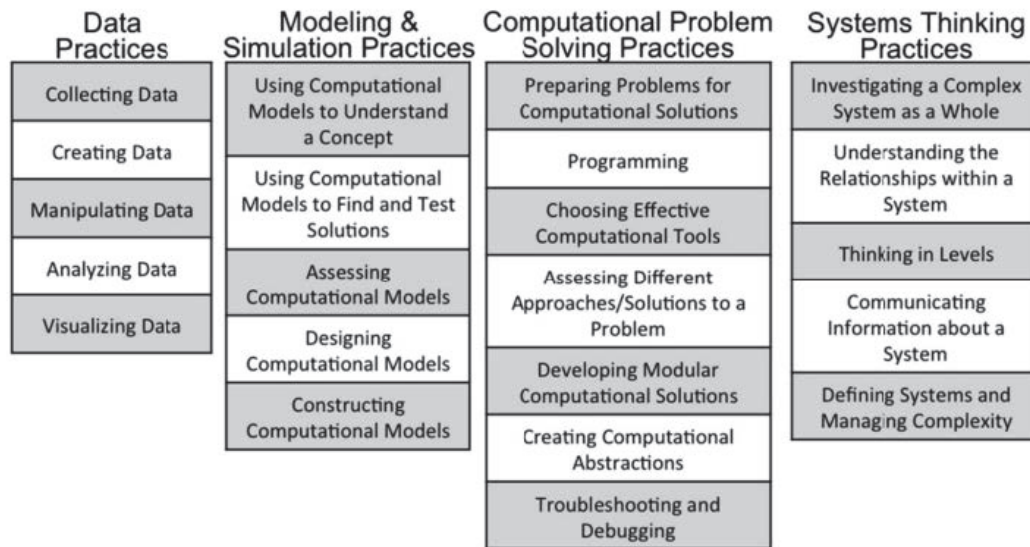 Data
Practices
Collecting Data
Creating Data
Manipulating Data
Analyzing Data
Visualizing Data
Modeling &
Simulation Practices
Using Computational
Models to Understand
a Concept
Using Computational
Models to Find and Test
Solutions
Assessing
Computational Models
Designing
Computational Models
Constructing
Computational Models
Computational Problem
Solving Practices
Preparing Problems for
Computational Solutions
Programming
Choosing Effective
Computational Tools
Assessing Different
Approaches/Solutions to a
Problem
Developing Modular
Computational Solutions
Creating Computational
Abstractions
Troubleshooting and
Debugging
Systems Thinking
Practices
Investigating a Complex
System as a Whole
Understanding the
Relationships within a
System
Thinking in Levels
Communicating
Information about a
System
Defining Systems and
Managing Complexity